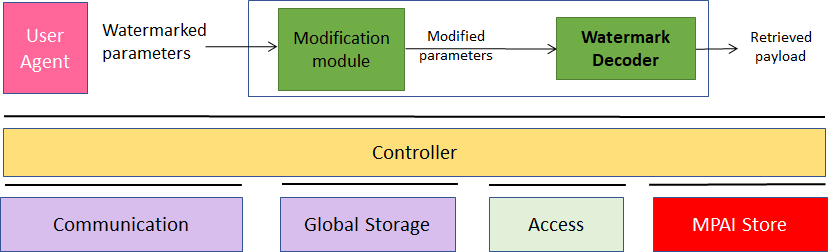 User
Agent
Watermarked
parameters
Modification
module
Modified
parameters
Watermark
Decoder
Retrieved
payload
Controller
Communication
Global Storage
Access
MPAI Store